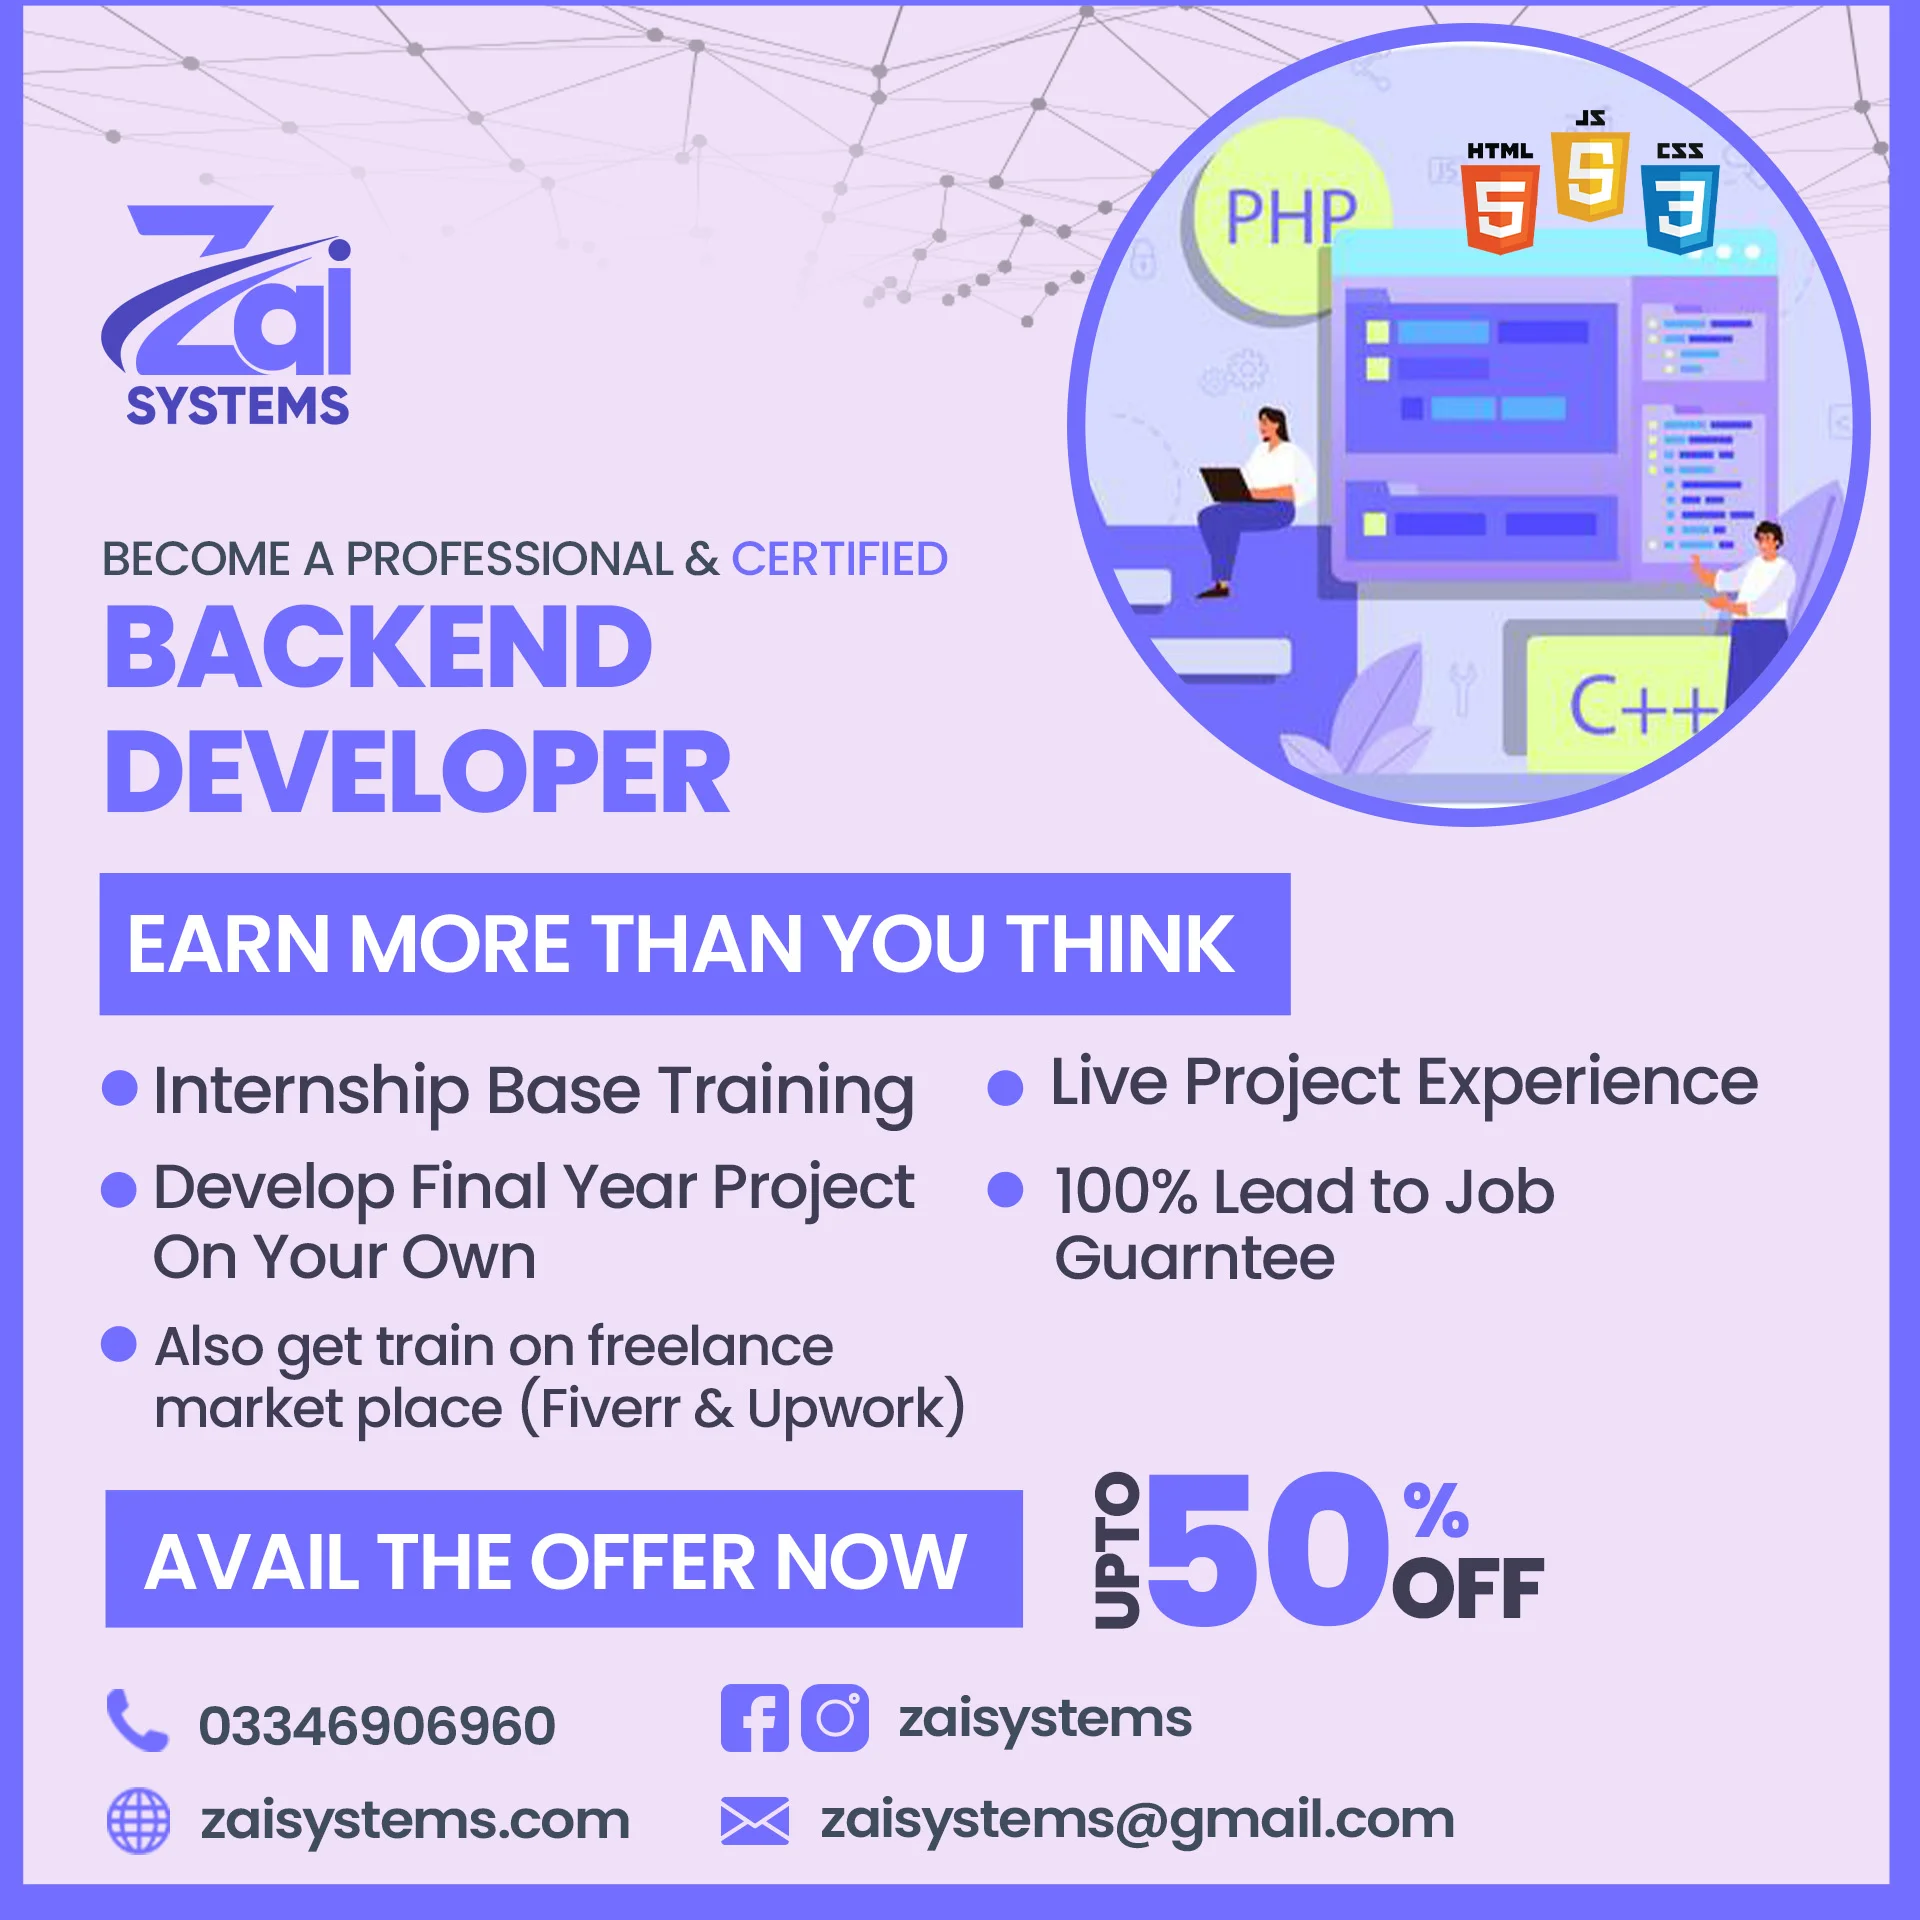 Zai
SYSTEMS
PHP
HTML
JS
CSS
5
5
3
C++
BECOME A PROFESSIONAL & CERTIFIED
BACKEND
DEVELOPER
EARN MORE THAN YOU THINK
Internship Base Training
Develop Final Year Project
On Your Own
Also get train on freelance
market place (Fiverr & Upwork)
Live Project Experience
100% Lead to Job
Guarntee
AVAIL THE OFFER NOW
UPTO
50%
OFF
03346906960
zaisystems
zaisystems.com
zaisystems@gmail.com